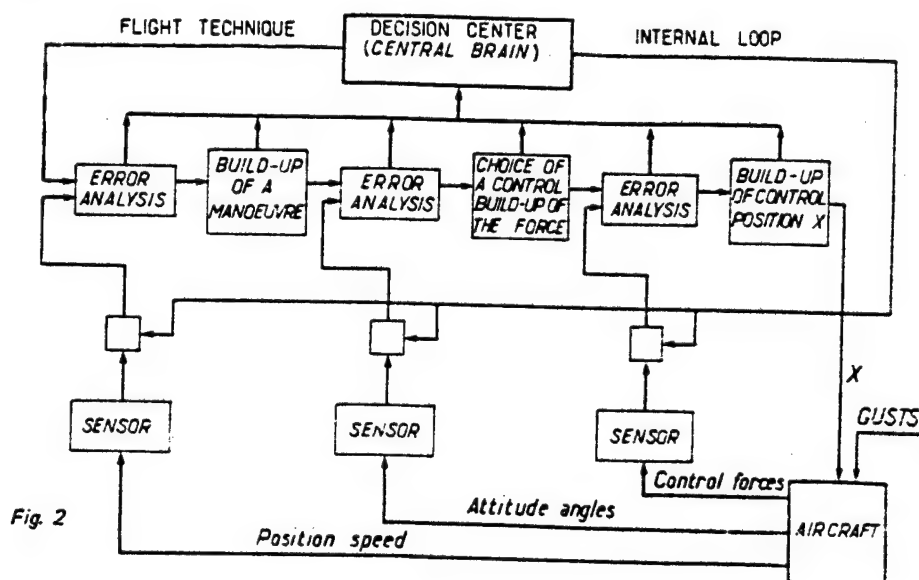 FLIGHT TECHNIQUE
DECISION CENTER
(CENTRAL BRAIN)
INTERNAL LOOP
ERROR
ANALYSIS
BUILD-UP
OF A
MANOEUVRE
ERROR
ANALYSIS
CHOICE OF
A CONTROL
BUILD-UP OF
THE FORCE
ERROR
ANALYSIS
BUILD-UP
OF CONTROL
POSITION X
X
GUSTS
SENSOR
SENSOR
SENSOR
Control forces
Attitude angles
Position speed
AIRCRAFT
Fig. 2